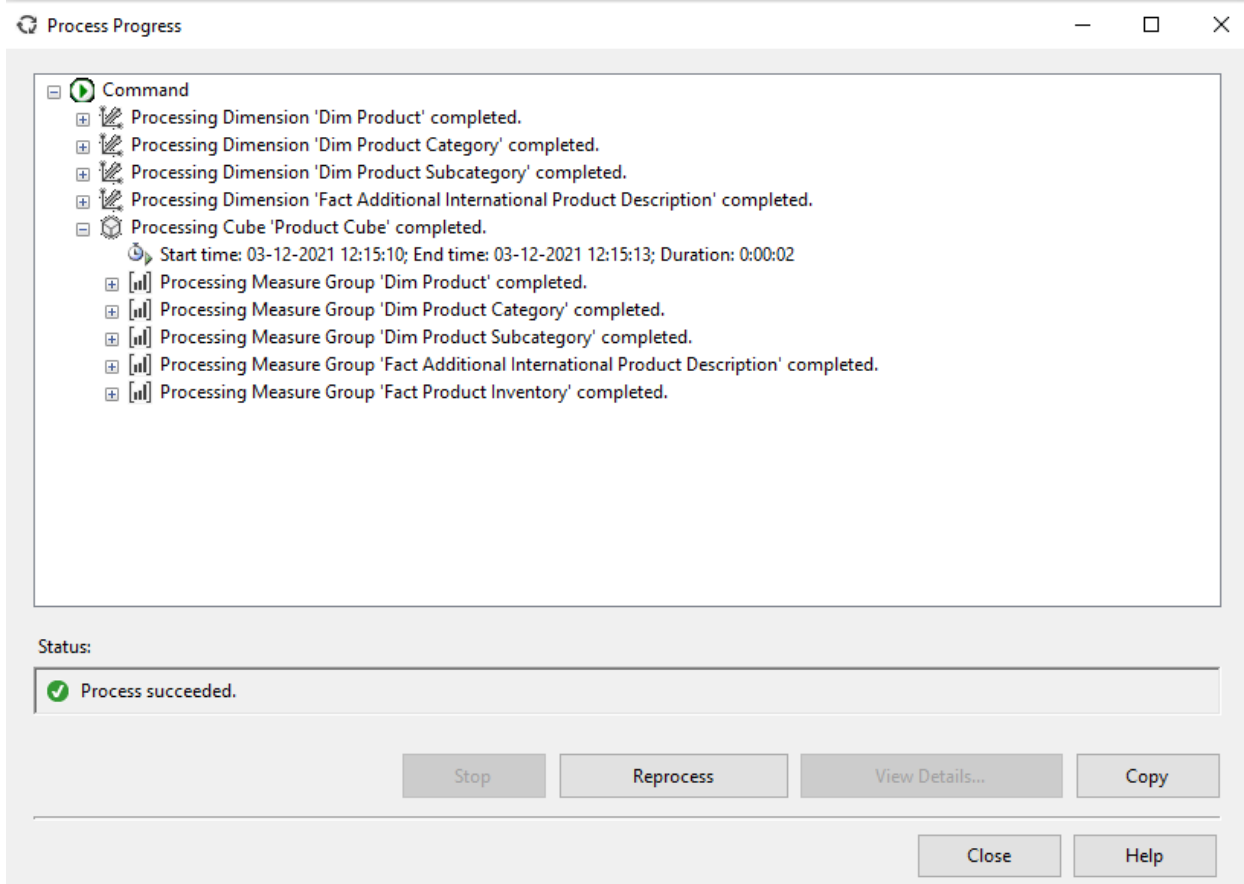 Process Progress
Command
Processing Dimension 'Dim Product' completed.
Processing Dimension 'Dim Product Category' completed.
Processing Dimension 'Dim Product Subcategory' completed.
Processing Dimension 'Fact Additional International Product Description' completed.
Processing Cube 'Product Cube' completed.
Start time: 03-12-2021 12:15:10; End time: 03-12-2021 12:15:13; Duration: 0:00:02
Processing Measure Group 'Dim Product' completed.
Processing Measure Group 'Dim Product Category' completed.
Processing Measure Group 'Dim Product Subcategory' completed.
Processing Measure Group 'Fact Additional International Product Description' completed.
Processing Measure Group 'Fact Product Inventory' completed.
Status:
Process succeeded.
Stop Reprocess View Details... Copy
Close Help